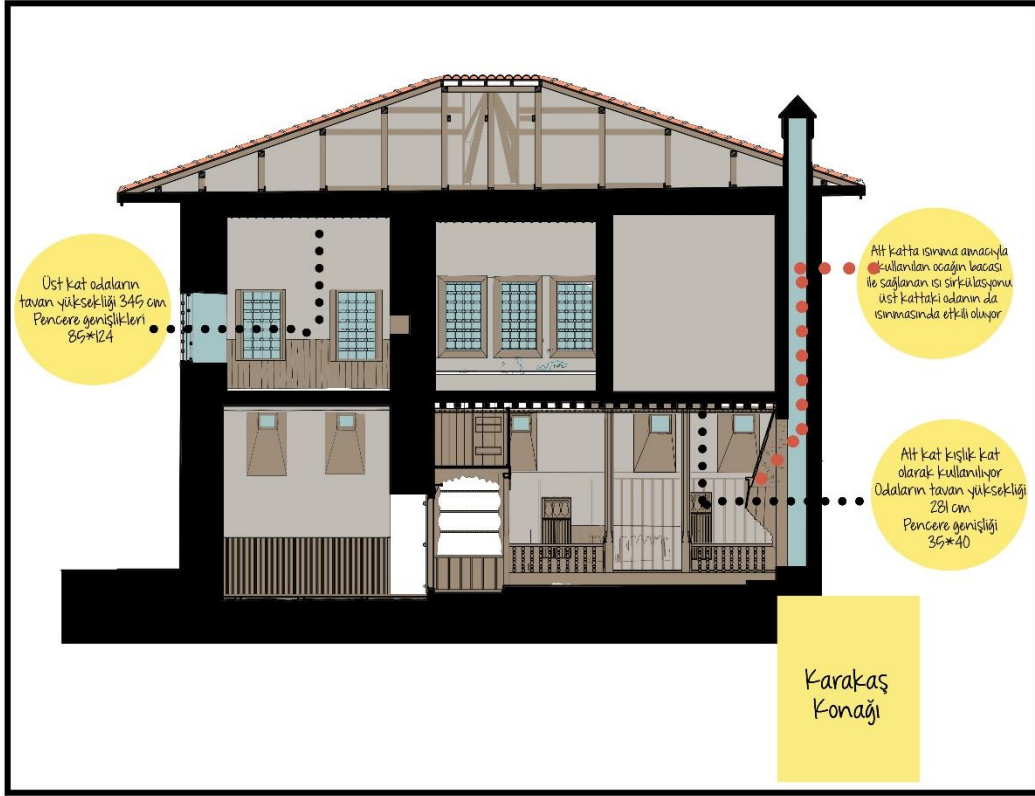 Üst kat odaların
tavan yüksekliği 345 cm
Pencere genişlikleri
85*124
Alt katta ısınma amacıyla
kullanılan ocağın bacası
ile sağlanan ısı sirkülasyonu
üst kattaki odanın da
ısınmasında etkili oluyor
Alt kat kışlık kat
olarak kullanılıyor
Odaların tavan yüksekliği
281 cm
Pencere genişliği
35*40
Karakaş
Konağı